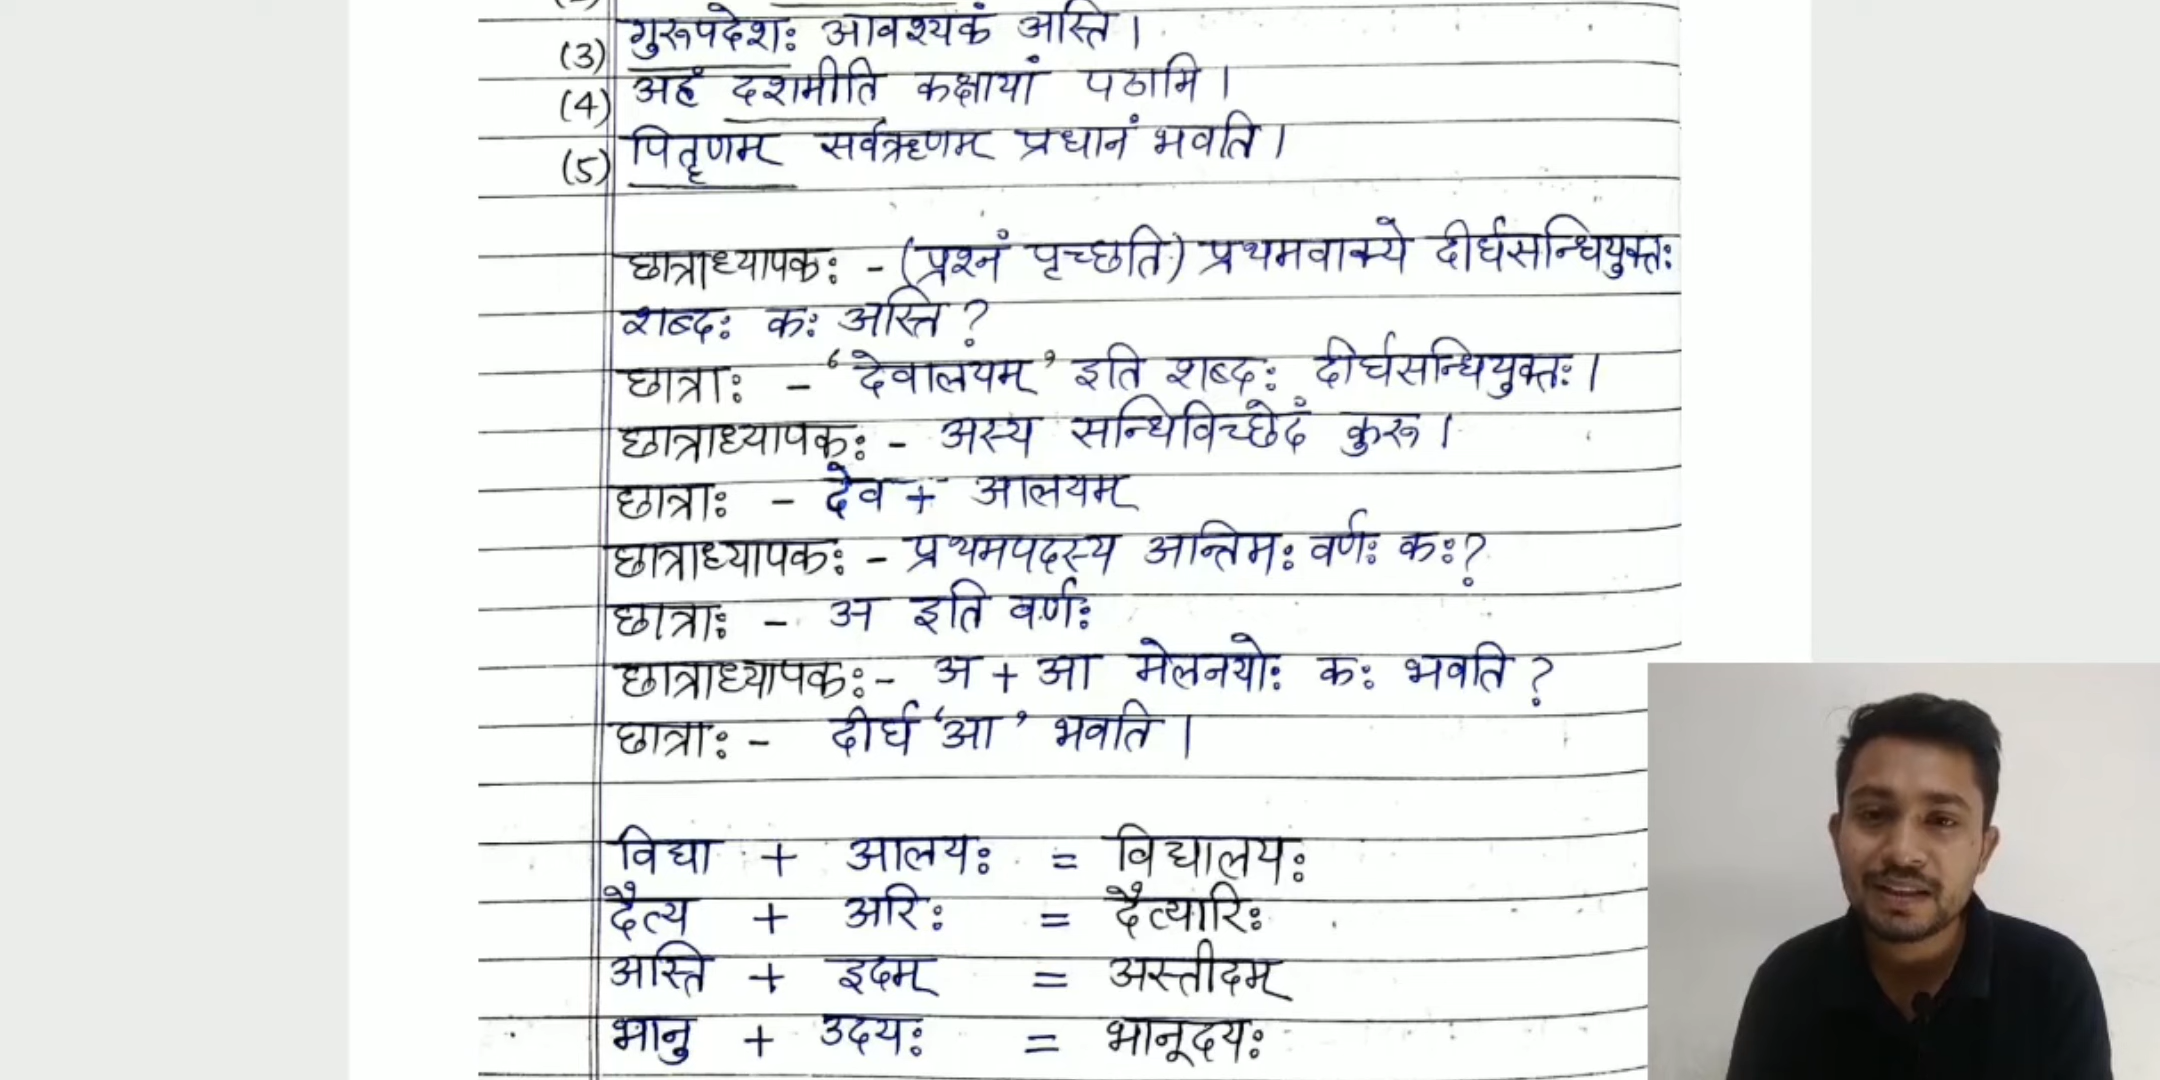 (3) गुरूपदेशः आवश्यकं अस्ति।
(4) अहं दशमीति कक्षायां पठामि।
(5) पितॄणम् सर्वऋणम् प्रधानं भवति।
छात्राध्यापकः - (प्रश्नं पृच्छति) प्रथमवाक्ये दीर्घसन्धियुक्तः
शब्दः कः अस्ति?
छात्राः - ‘देवालयम्’ इति शब्दः दीर्घसन्धियुक्तः।
छात्राध्यापकः - अस्य सन्धिविच्छेदं कुरू।
छात्राः - देव + आलयम्
छात्राध्यापकः - प्रथमपदस्य अन्तिमः वर्णः कः?
छात्राः - अ इति वर्णः
छात्राध्यापकः - अ + आ मेलनयोः कः भवति?
छात्राः - दीर्घ ‘आ’ भवति।
विद्या + आलयः = विद्यालयः
दैत्य + अरिः = दैत्यारिः
अस्ति + इदम् = अस्तीदम्
भानु + उदयः = भानूदयः